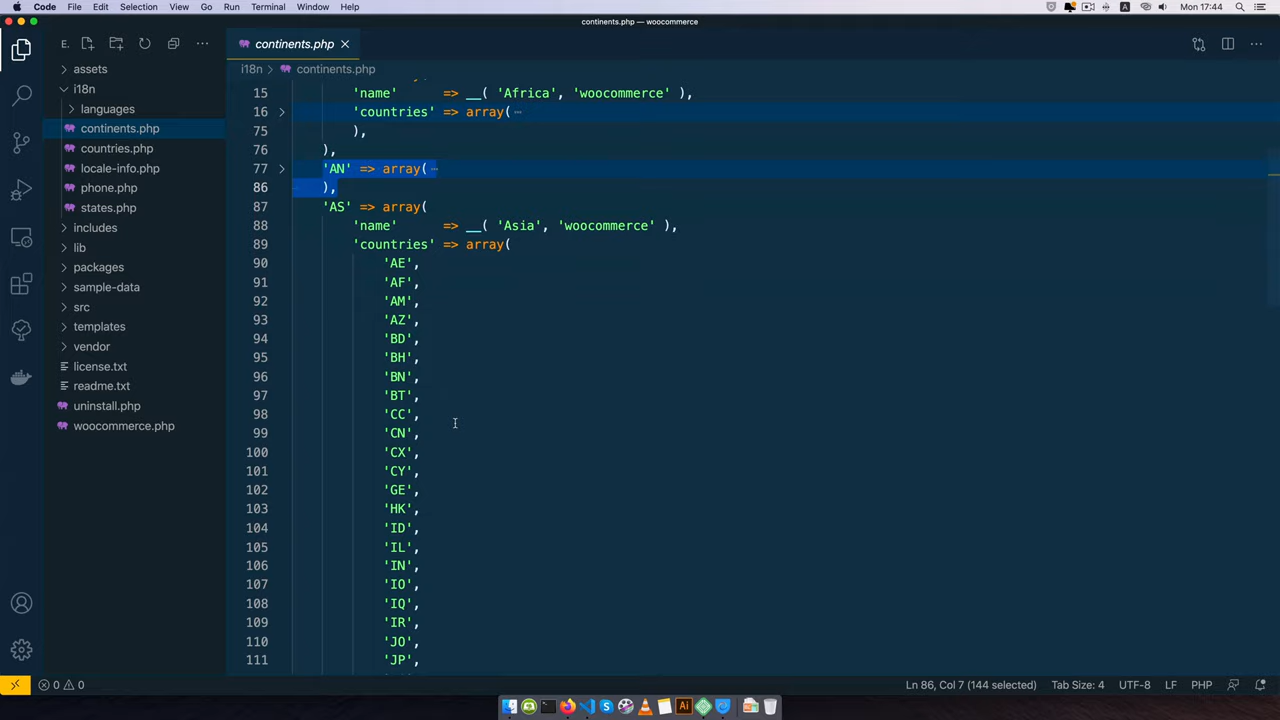 Code File Edit Selection View Go Run Terminal Window Help A Mon 17:44
continents.php — woocommerce
E.
continents.php
i18n > continents.php
assets
i18n
languages
continents.php
countries.php
locale-info.php
phone.php
states.php
includes
lib
packages
sample-data
src
templates
vendor
license.txt
readme.txt
uninstall.php
woocommerce.php
15 'name' => __( 'Africa', 'woocommerce' ),
16 'countries' => array( ⋯
75 ),
76 ),
77 'AN' => array( ⋯
86 ),
87 'AS' => array(
88 'name' => __( 'Asia', 'woocommerce' ),
89 'countries' => array(
90 'AE',
91 'AF',
92 'AM',
93 'AZ',
94 'BD',
95 'BH',
96 'BN',
97 'BT',
98 'CC',
99 'CN',
100 'CX',
101 'CY',
102 'GE',
103 'HK',
104 'ID',
105 'IL',
106 'IN',
107 'IO',
108 'IQ',
109 'IR',
110 'JO',
111 'JP',
0 0 Ln 86, Col 7 (144 selected) Tab Size: 4 UTF-8 LF PHP
Ai